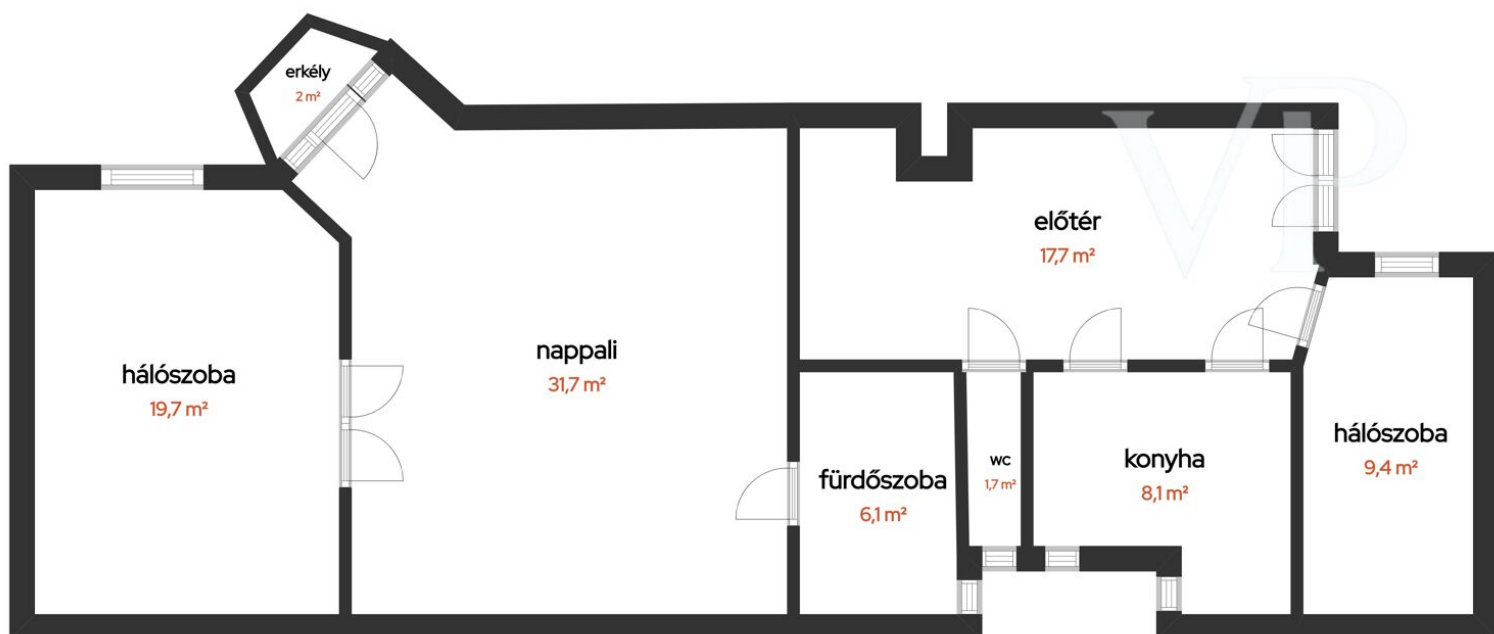 erkély
2 m²
VP
előtér
17,7 m²
nappali
31,7 m²
hálószoba
19,7 m²
hálószoba
9,4 m²
wc
1,7 m²
konyha
8,1 m²
fürdőszoba
6,1 m²